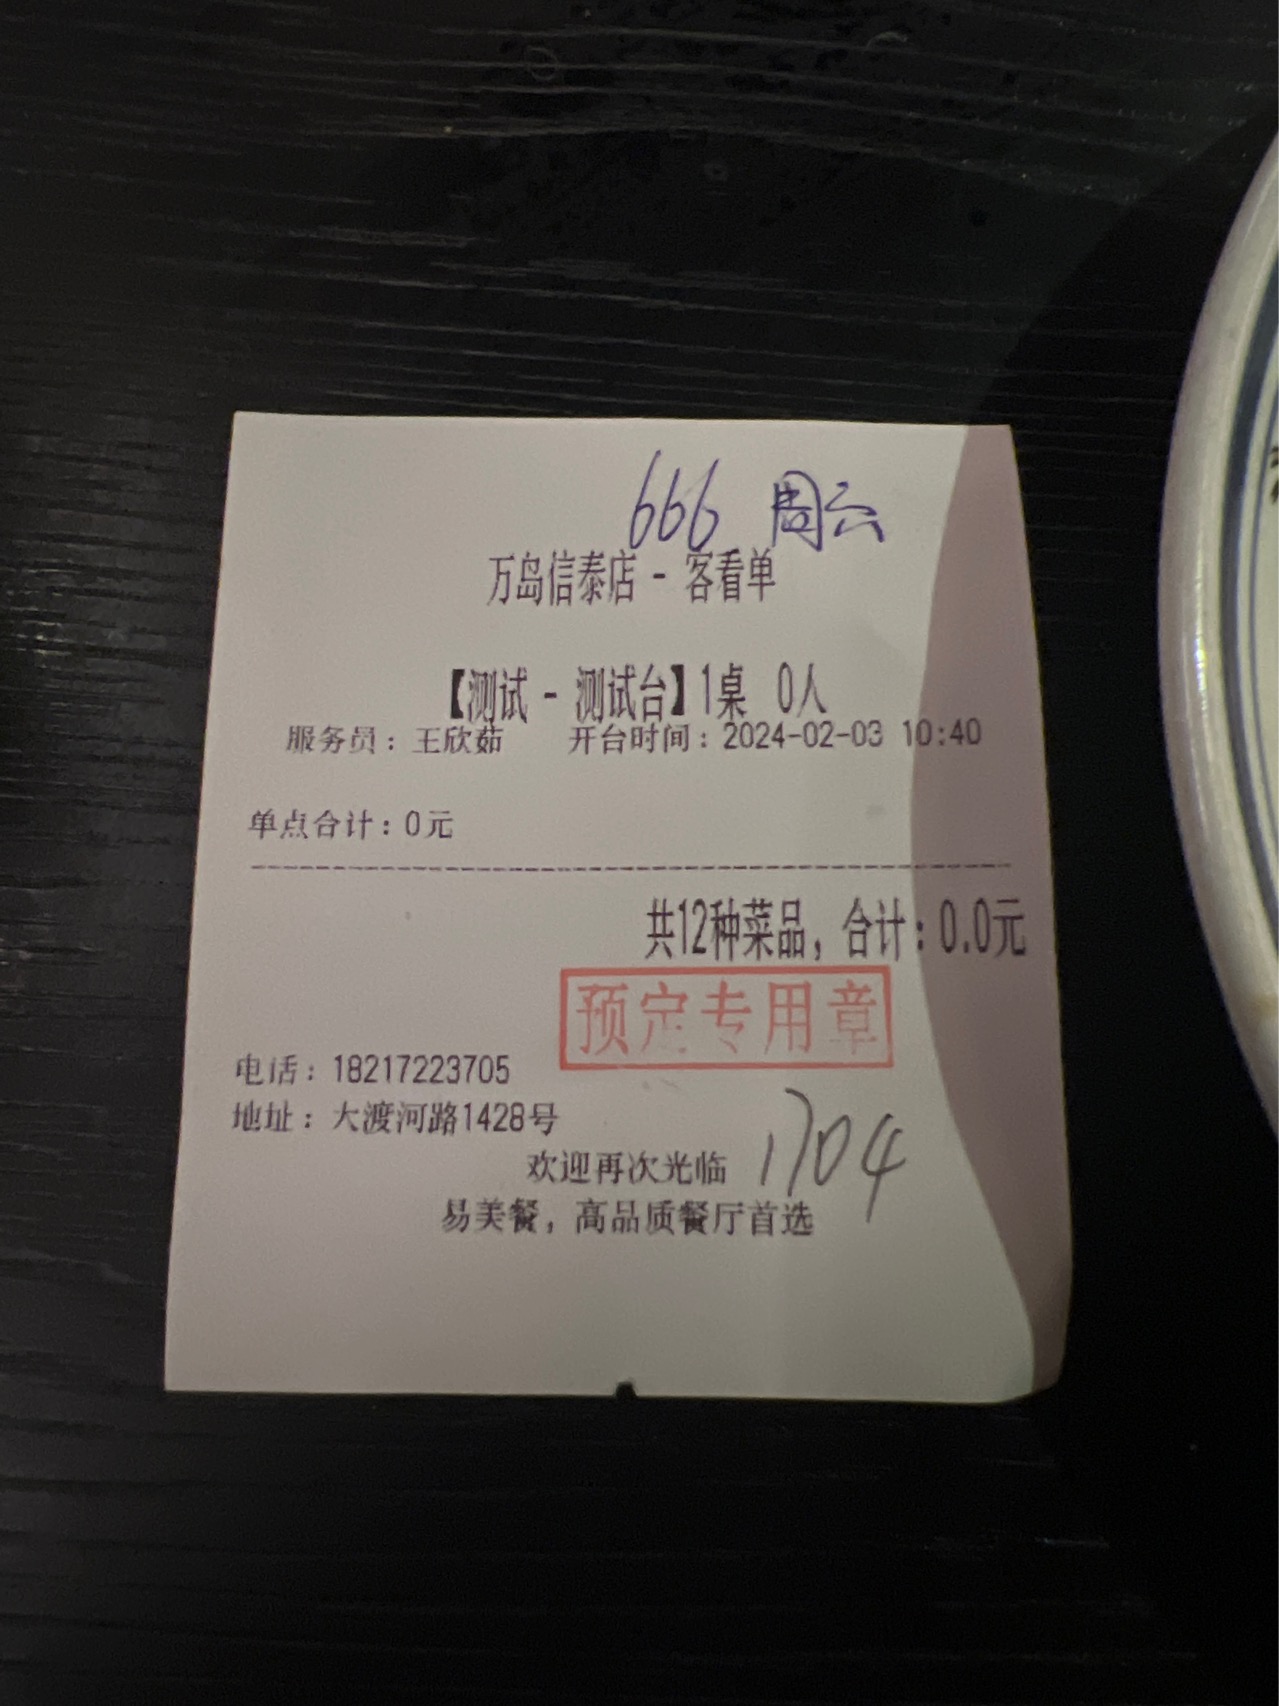 666 周六
万岛信泰店 - 客看单
【测试 - 测试台】1桌 0人
服务员：王欣茹 开台时间：2024-02-03 10:40
单点合计：0元
共12种菜品，合计：0.0元
预定专用章
电话：18217223705
地址：大渡河路1428号
欢迎再次光临 1704
易美餐，高品质餐厅首选